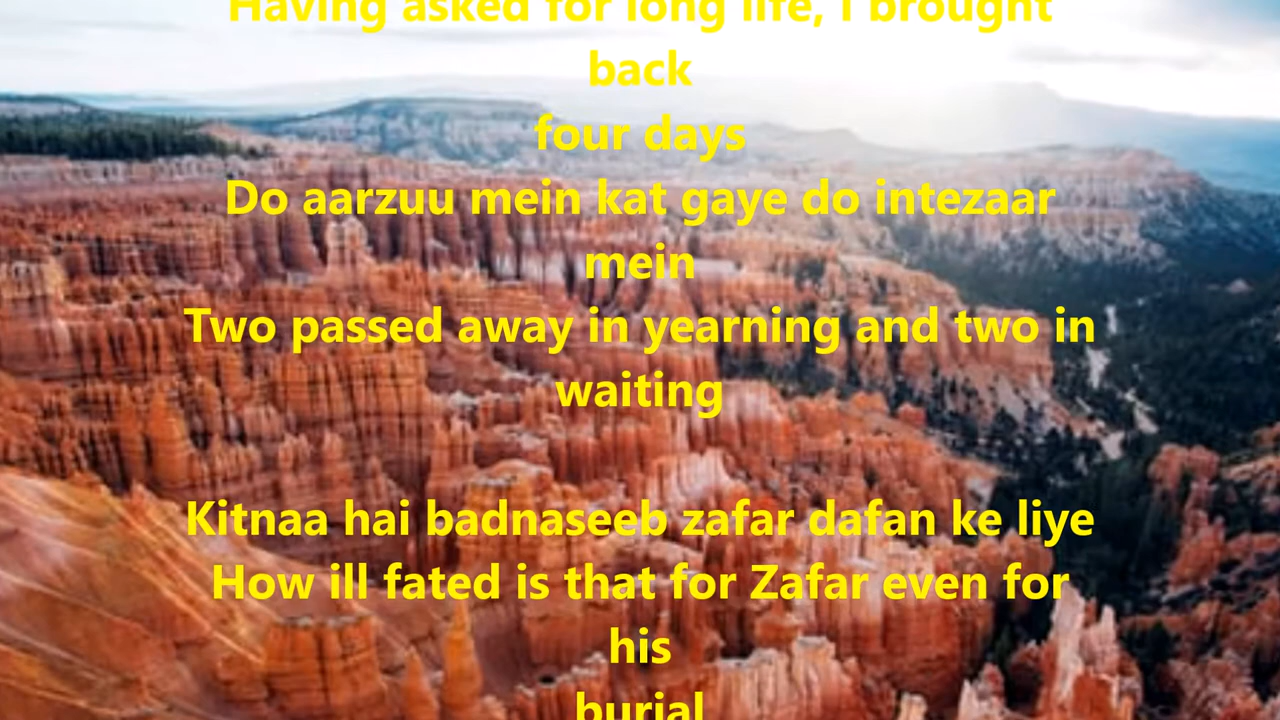 Having asked for long life, I brought
back
four days
Do aarzuu mein kat gaye do intezaar
mein
Two passed away in yearning and two in
waiting
Kitnaa hai badnaseeb zafar dafan ke liye
How ill fated is that for Zafar even for
his
burial